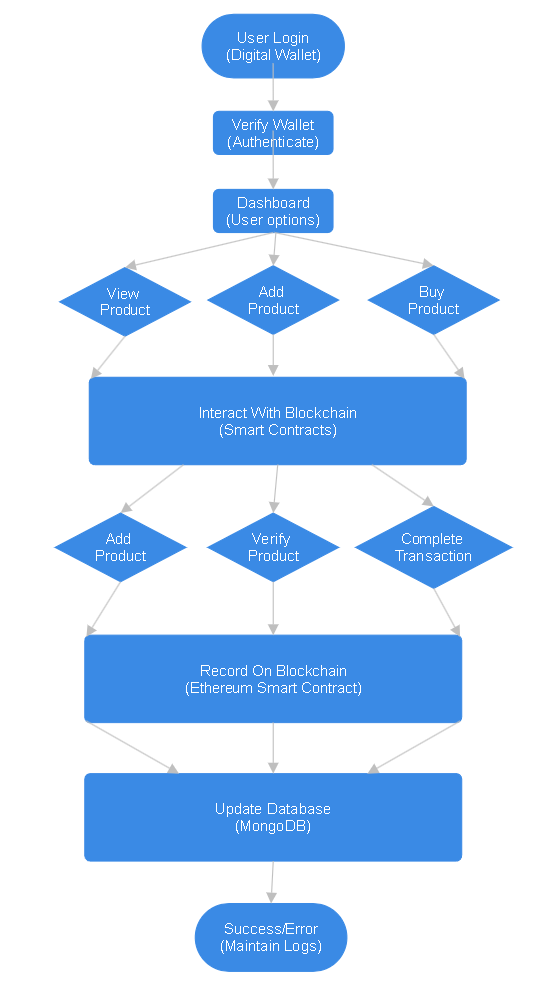 User Login
(Digital Wallet)
Verify Wallet
(Authenticate)
Dashboard
(User options)
View
Product
Add
Product
Buy
Product
Interact With Blockchain
(Smart Contracts)
Add
Product
Verify
Product
Complete
Transaction
Record On Blockchain
(Ethereum Smart Contract)
Update Database
(MongoDB)
Success/Error
(Maintain Logs)